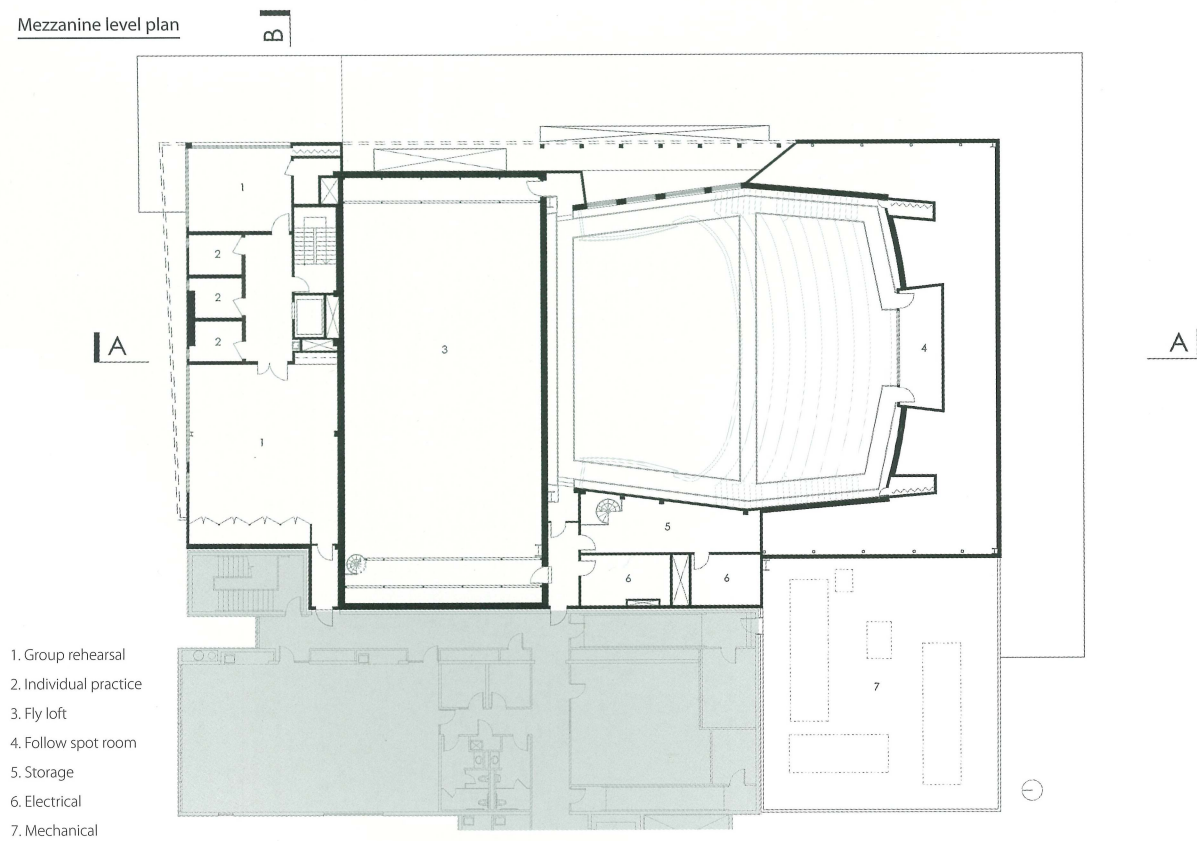 Mezzanine level plan
B
1
2
2
2
A
3
4
A
1
5
6
6
7
1. Group rehearsal
2. Individual practice
3. Fly loft
4. Follow spot room
5. Storage
6. Electrical
7. Mechanical